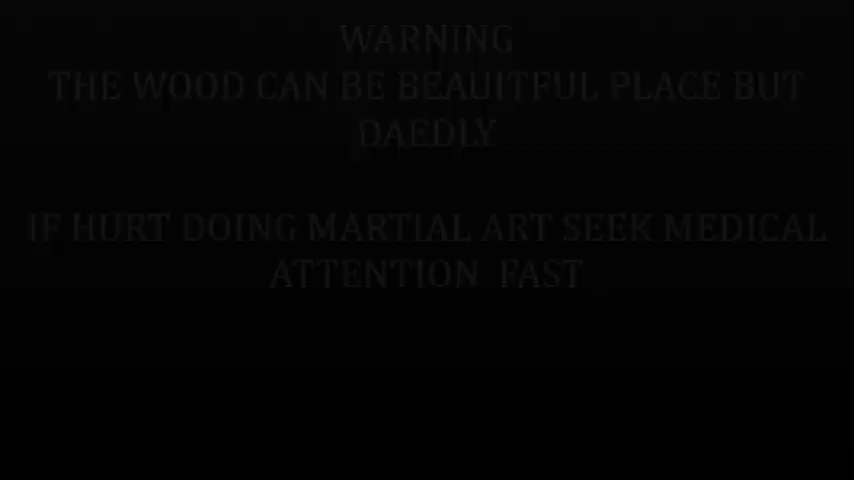 WARNING
THE WOOD CAN BE BEAUITFUL PLACE BUT
DAEDLY
IF HURT DOING MARTIAL ART SEEK MEDICAL
ATTENTION FAST